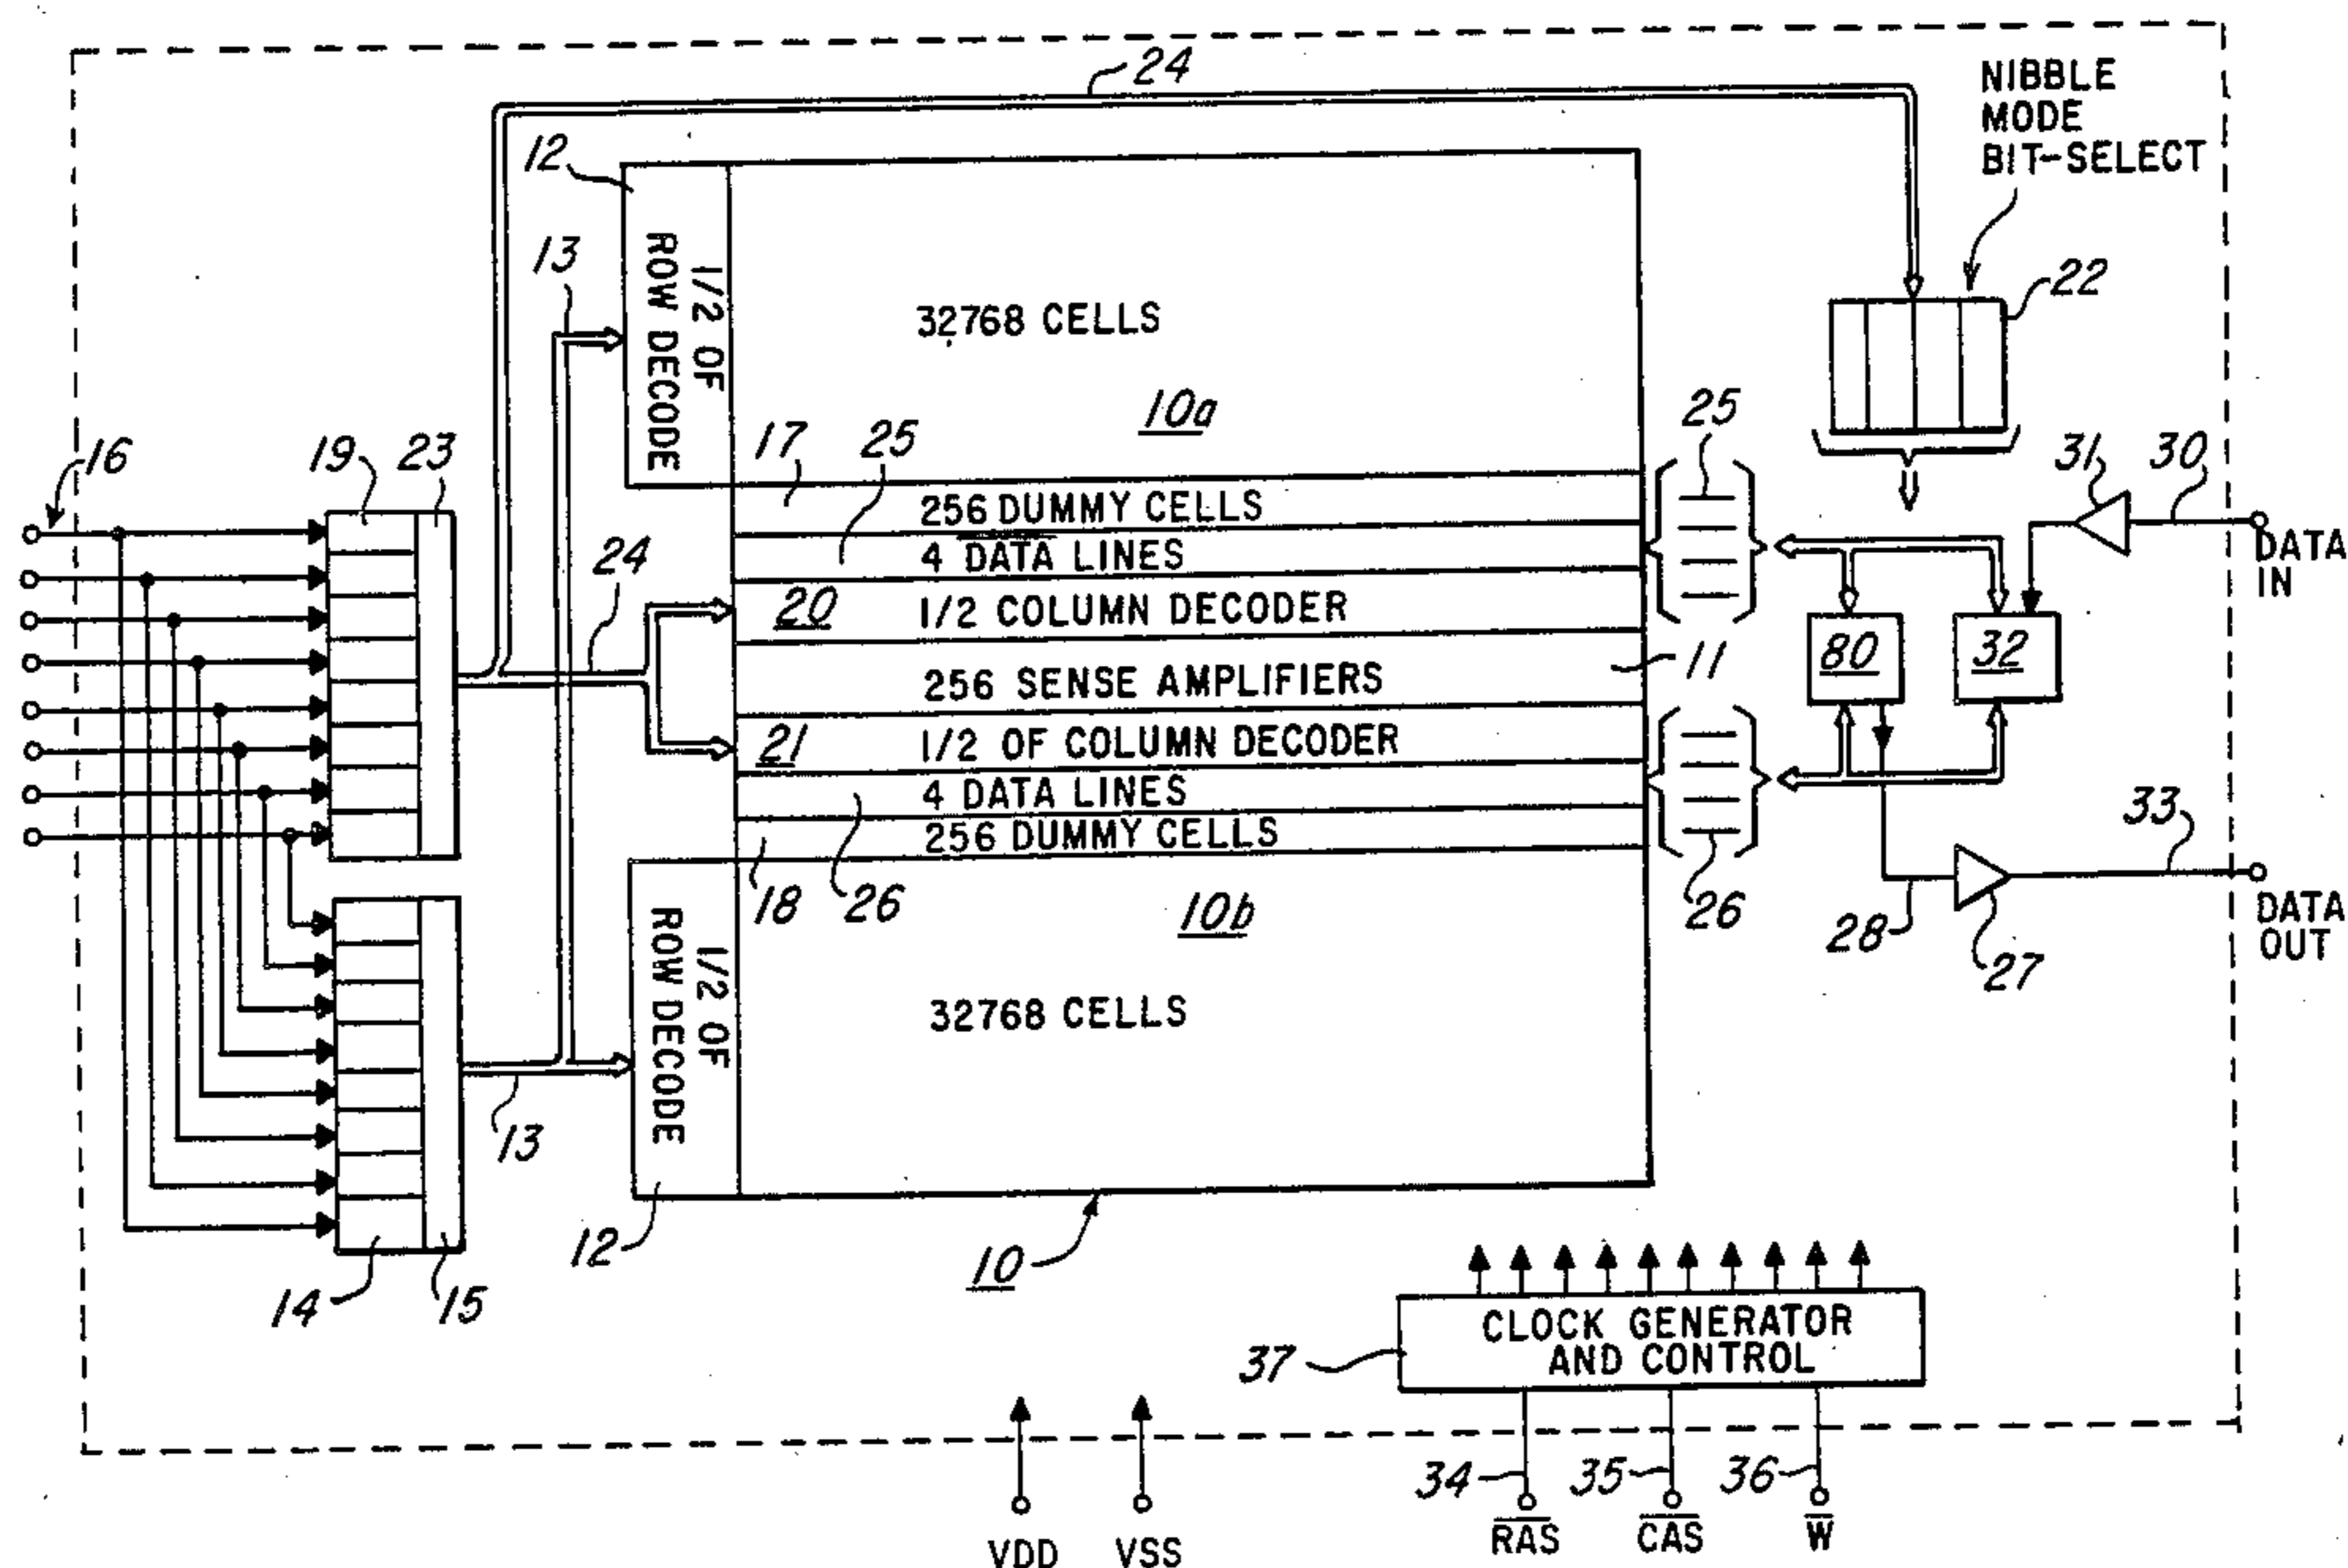 24
NIBBLE
MODE
BIT-SELECT
12
13
1/2 OF
ROW DECODE
32768 CELLS
10a
22
25
31
30
16
19
23
17
25
256 DUMMY CELLS
4 DATA LINES
DATA
IN
24
20
1/2 COLUMN DECODER
80
32
11
256 SENSE AMPLIFIERS
21
1/2 OF COLUMN DECODER
4 DATA LINES
256 DUMMY CELLS
33
18
26
10b
26
28
27
DATA
OUT
1/2 OF
ROW DECODE
32768 CELLS
13
12
10
14
15
37
CLOCK GENERATOR
AND CONTROL
34
35
36
VDD
VSS
R̅A̅S̅
C̅A̅S̅
W̅